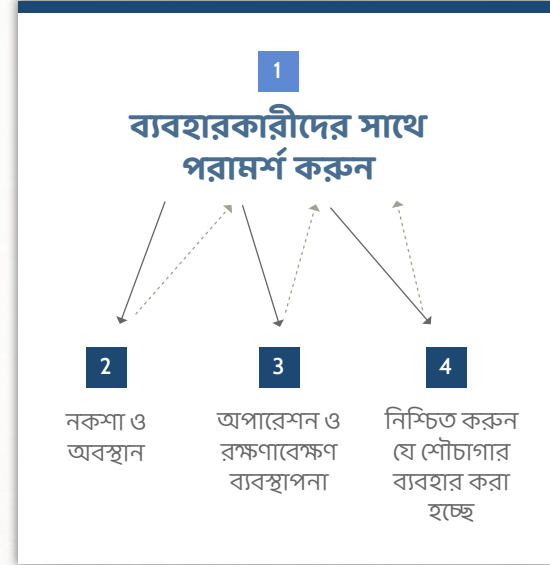 1
ব্যবহারকারীদের সাথে
পরামর্শ করুন
2
নকশা ও
অবস্থান
3
অপারেশন ও
রক্ষণাবেক্ষণ
ব্যবস্থাপনা
4
নিশ্চিত করুন
যে শৌচাগার
ব্যবহার করা
হচ্ছে